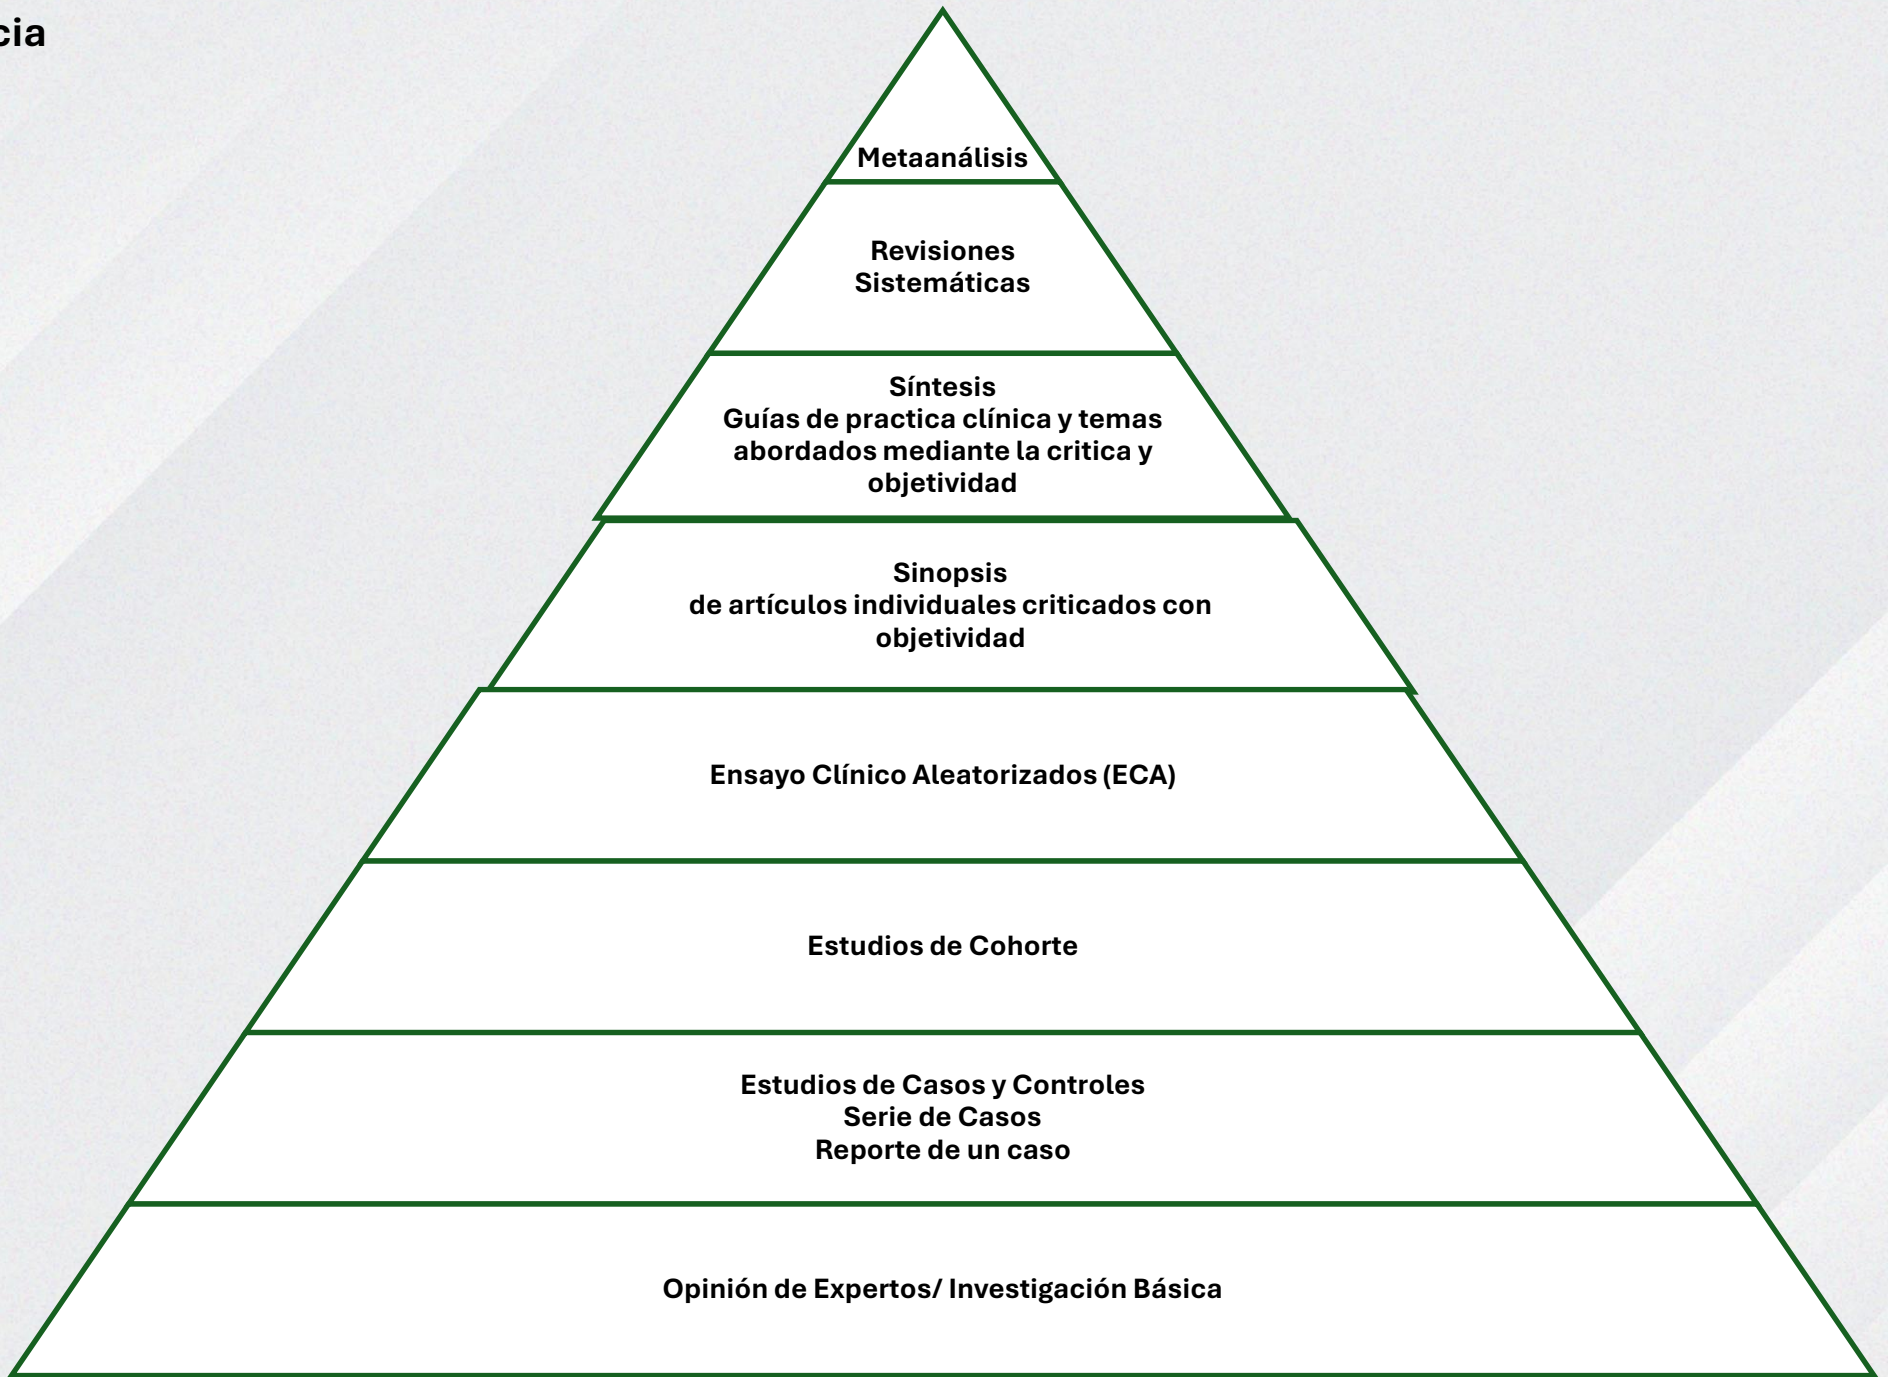 cia
Metaanálisis
Revisiones
Sistemáticas
Síntesis
Guías de practica clínica y temas
abordados mediante la critica y
objetividad
Sinopsis
de artículos individuales criticados con
objetividad
Ensayo Clínico Aleatorizados (ECA)
Estudios de Cohorte
Estudios de Casos y Controles
Serie de Casos
Reporte de un caso
Opinión de Expertos/ Investigación Básica